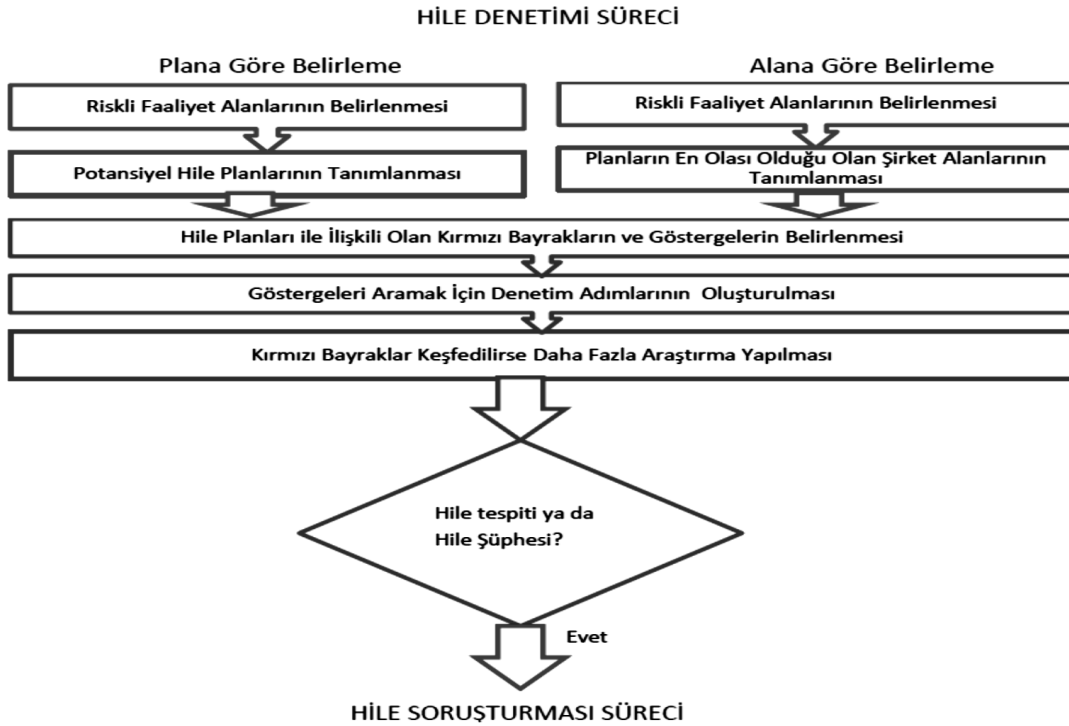 HİLE DENETİMİ SÜRECİ
Plana Göre Belirleme
Alana Göre Belirleme
Riskli Faaliyet Alanlarının Belirlenmesi
Riskli Faaliyet Alanlarının Belirlenmesi
Potansiyel Hile Planlarının Tanımlanması
Planların En Olası Olduğu Olan Şirket Alanlarının
Tanımlanması
Hile Planları ile İlişkili Olan Kırmızı Bayrakların ve Göstergelerin Belirlenmesi
Göstergeleri Aramak İçin Denetim Adımlarının Oluşturulması
Kırmızı Bayraklar Keşfedilirse Daha Fazla Araştırma Yapılması
Hile tespiti ya da
Hile Şüphesi?
Evet
HİLE SORUŞTURMASI SÜRECİ